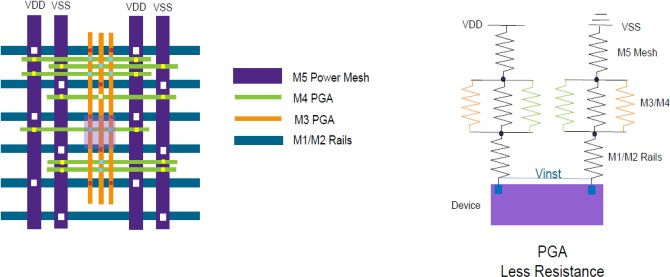 VDD VSS VDD VSS
M5 Power Mesh
M4 PGA
M3 PGA
M1/M2 Rails
VDD
VSS
M5 Mesh
M3/M4
M1/M2 Rails
Vinst
Device
PGA
Less Resistance